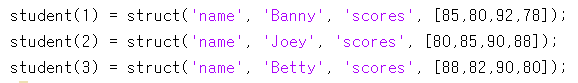 student(1) = struct('name', 'Banny', 'scores', [85,80,92,78]);
student(2) = struct('name', 'Joey', 'scores', [80,85,90,88]);
student(3) = struct('name', 'Betty', 'scores', [88,82,90,80]);